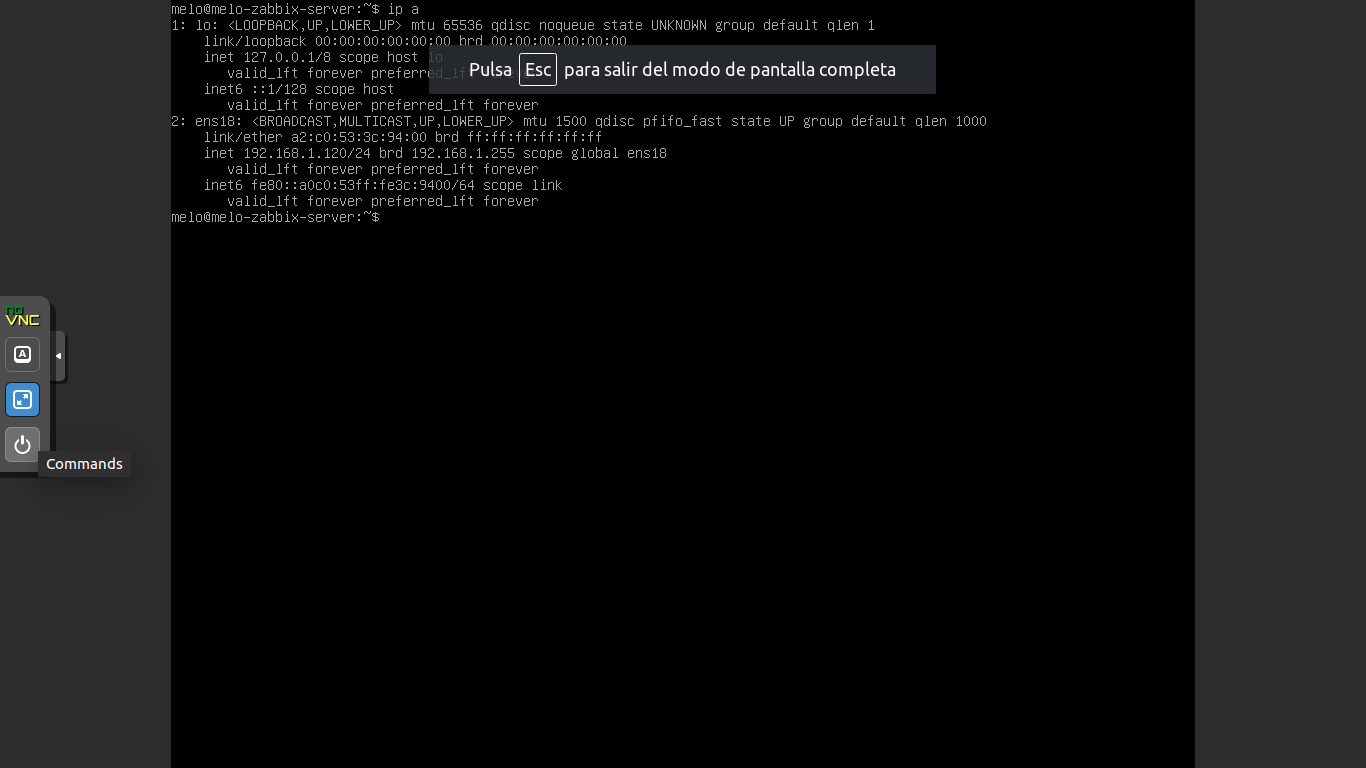 melo@melo-zabbix-server:~$ ip a
1: lo: <LOOPBACK,UP,LOWER_UP> mtu 65536 qdisc noqueue state UNKNOWN group default qlen 1
link/loopback 00:00:00:00:00:00 brd 00:00:00:00:00:00
inet 127.0.0.1/8 scope host lo
valid_lft forever preferred_lft forever
Pulsa Esc para salir del modo de pantalla completa
inet6 ::1/128 scope host
valid_lft forever preferred_lft forever
2: ens18: <BROADCAST,MULTICAST,UP,LOWER_UP> mtu 1500 qdisc pfifo_fast state UP group default qlen 1000
link/ether a2:c0:53:3c:94:00 brd ff:ff:ff:ff:ff:ff
inet 192.168.1.120/24 brd 192.168.1.255 scope global ens18
valid_lft forever preferred_lft forever
inet6 fe80::a0c0:53ff:fe3c:9400/64 scope link
valid_lft forever preferred_lft forever
melo@melo-zabbix-server:~$
no
VNC
A
Commands